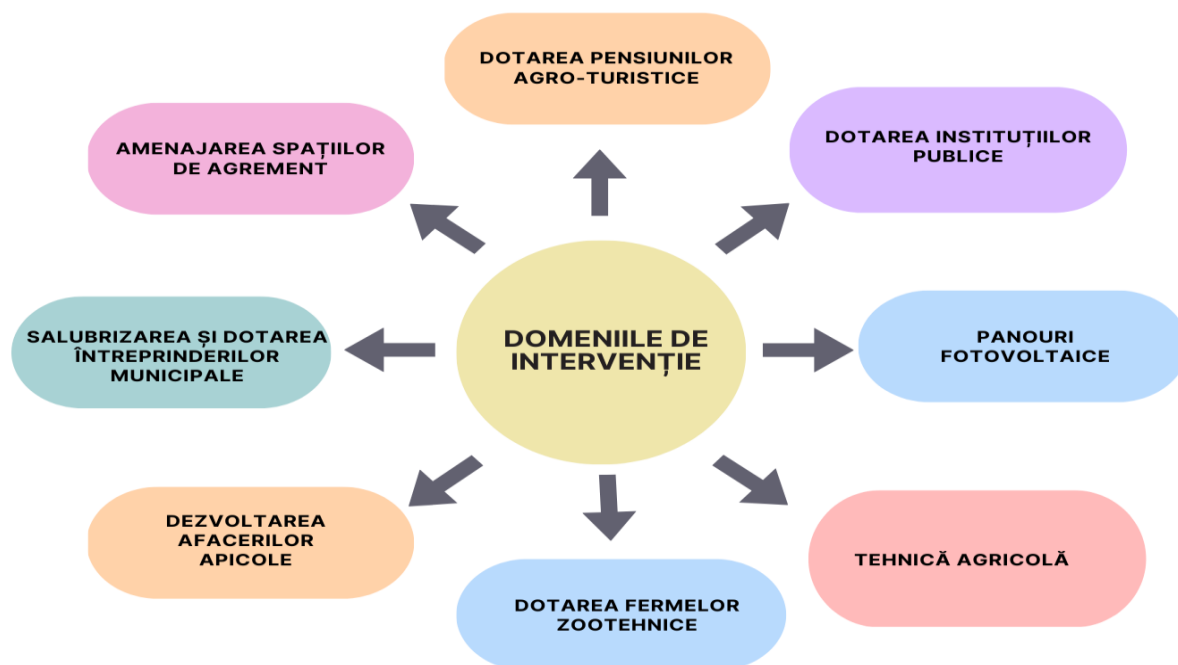 DOTAREA PENSIUNILOR
AGRO-TURISTICE
AMENAJAREA SPAȚIILOR
DE AGREMENT
DOTAREA INSTITUȚIILOR
PUBLICE
SALUBRIZAREA ȘI DOTAREA
ÎNTREPRINDERILOR
MUNICIPALE
DOMENIILE DE
INTERVENȚIE
PANOURI
FOTOVOLTAICE
DEZVOLTAREA
AFACERILOR
APICOLE
TEHNICĂ AGRICOLĂ
DOTAREA FERMELOR
ZOOTEHNICE